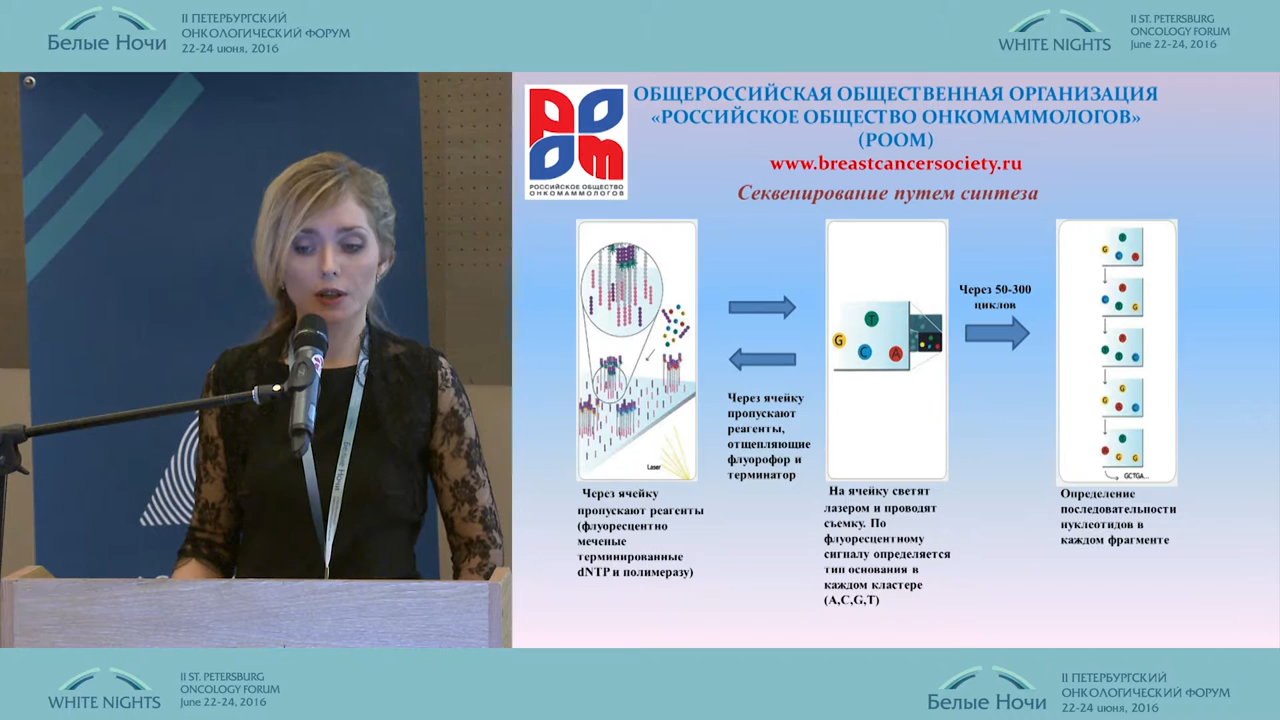 Белые Ночи
II ПЕТЕРБУРГСКИЙ
ОНКОЛОГИЧЕСКИЙ ФОРУМ
22-24 июня, 2016
WHITE NIGHTS
II ST. PETERSBURG
ONCOLOGY FORUM
June 22-24, 2016
РООМ
РОССИЙСКОЕ ОБЩЕСТВО
ОНКОМАММОЛОГОВ
ОБЩЕРОССИЙСКАЯ ОБЩЕСТВЕННАЯ ОРГАНИЗАЦИЯ
«РОССИЙСКОЕ ОБЩЕСТВО ОНКОМАММОЛОГОВ»
(РООМ)
www.breastcancersociety.ru
Секвенирование путем синтеза
Laser
Через ячейку
пропускают реагенты
(флуоресцентно
меченые
терминированные
dNTP и полимеразу)
Через ячейку
пропускают
реагенты,
отщепляющие
флуорофор и
терминатор
T
G
C
A
На ячейку светят
лазером и проводят
съемку. По
флуоресцентному
сигналу определяется
тип основания в
каждом кластере
(A,C,G,T)
Через 50-300
циклов
GCTGA...
Определение
последовательности
нуклеотидов в
каждом фрагменте
Белые Ночи
WHITE NIGHTS
II ST. PETERSBURG
ONCOLOGY FORUM
June 22-24, 2016
Белые Ночи
II ПЕТЕРБУРГСКИЙ
ОНКОЛОГИЧЕСКИЙ ФОРУМ
22-24 июня, 2016